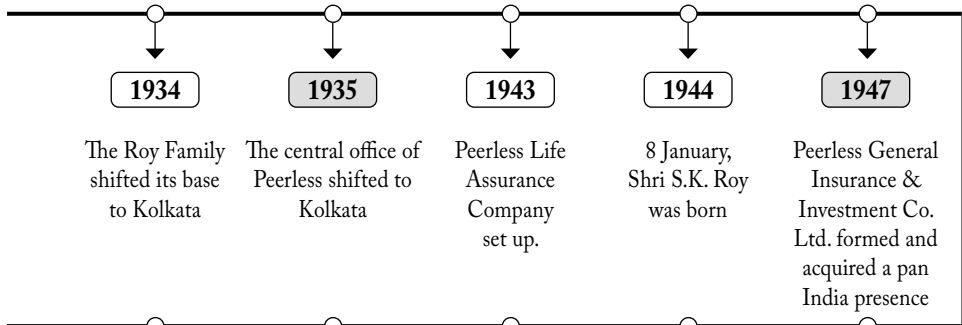 1934
The Roy Family
shifted its base
to Kolkata
1935
The central office of
Peerless shifted to
Kolkata
1943
Peerless Life
Assurance
Company
set up.
1944
8 January,
Shri S.K. Roy
was born
1947
Peerless General
Insurance &
Investment Co.
Ltd. formed and
acquired a pan
India presence